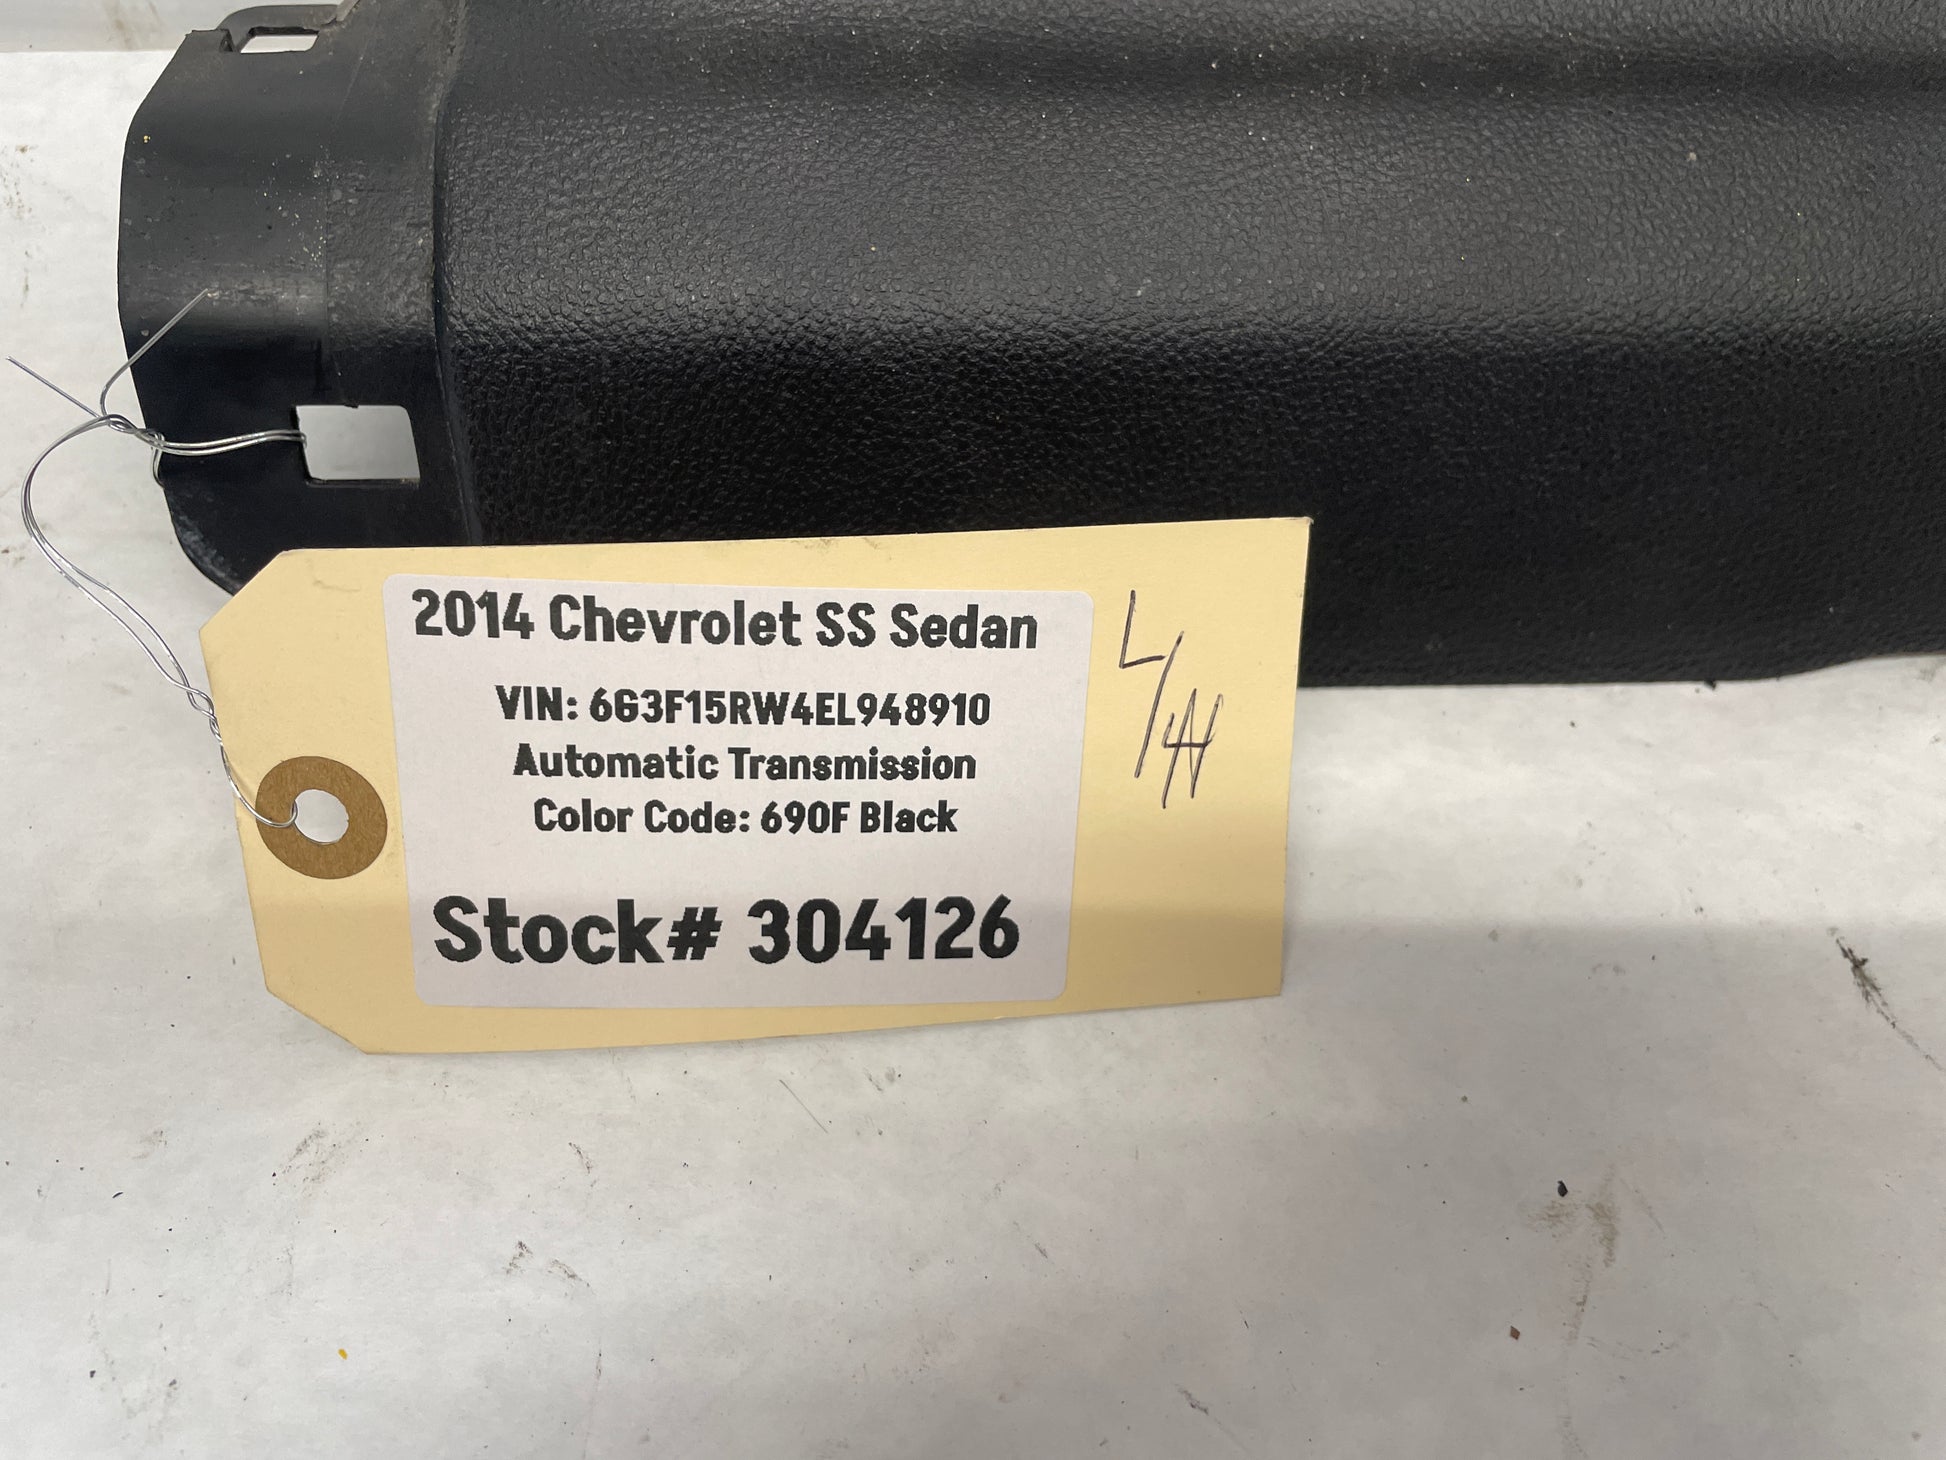 2014 Chevrolet SS Sedan
VIN: 6G3F15RW4EL948910
Automatic Transmission
Color Code: 690F Black
Stock# 304126